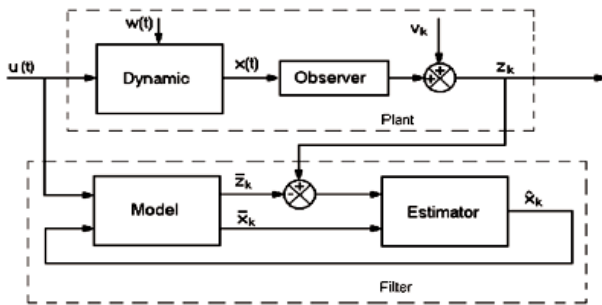 w(t)
v_k
u(t)
Dynamic
x(t)
Observer
+
+
z_k
Plant
z̄_k
+
-
Model
x̄_k
Estimator
x̂_k
Filter